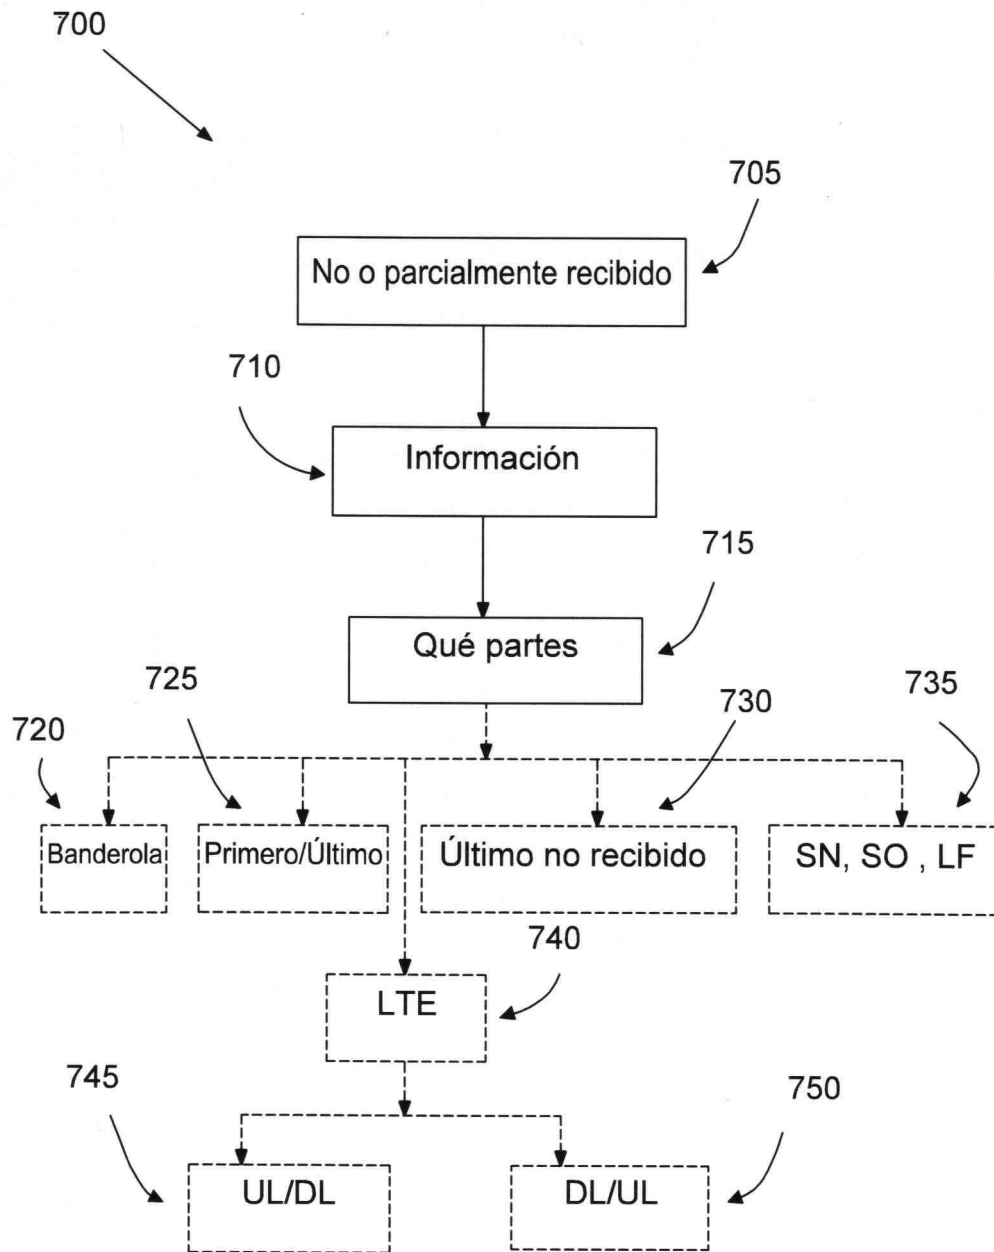 700
705
No o parcialmente recibido
710
Información
715
Qué partes
725
730
735
720
Banderola
Primero/Último
Último no recibido
SN, SO , LF
740
LTE
745
750
UL/DL
DL/UL